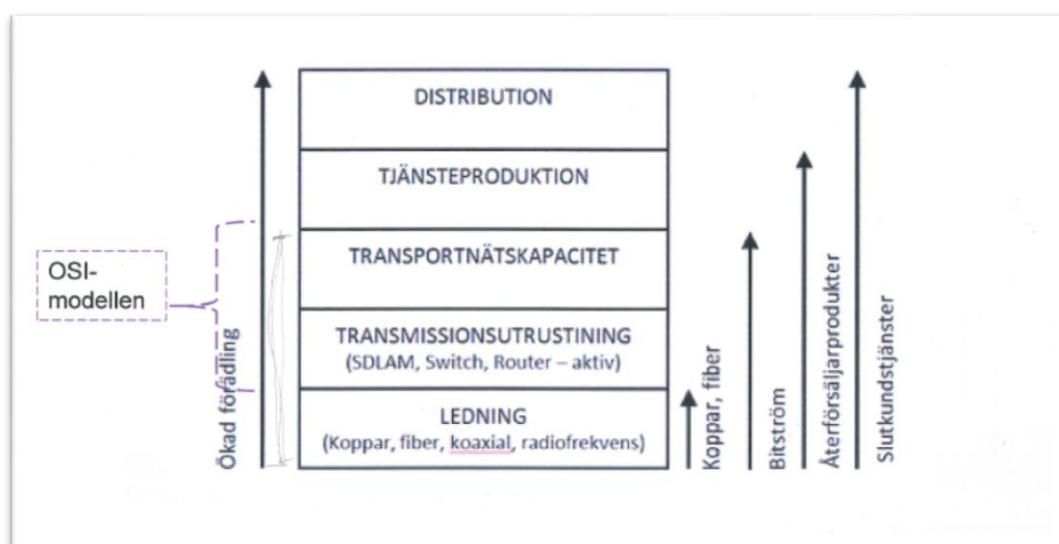 DISTRIBUTION
TJÄNSTEPRODUKTION
TRANSPORTNÄTSKAPACITET
OSI-
modellen
TRANSMISSIONSUTRUSTINING
(SDLAM, Switch, Router – aktiv)
LEDNING
(Koppar, fiber, koaxial, radiofrekvens)
Ökad förädling
Koppar, fiber
Bitström
Återförsäljarprodukter
Slutkundstjänster